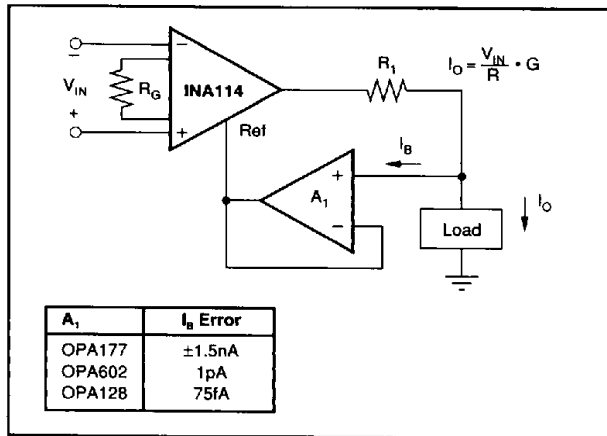 −
V_IN
+
R_G
−
INA114
+
Ref
R_1
I_O = V_IN/R · G
I_B
+
A_1
−
Load
I_O
A_1 I_B Error
OPA177 ±1.5nA
OPA602 1pA
OPA128 75fA